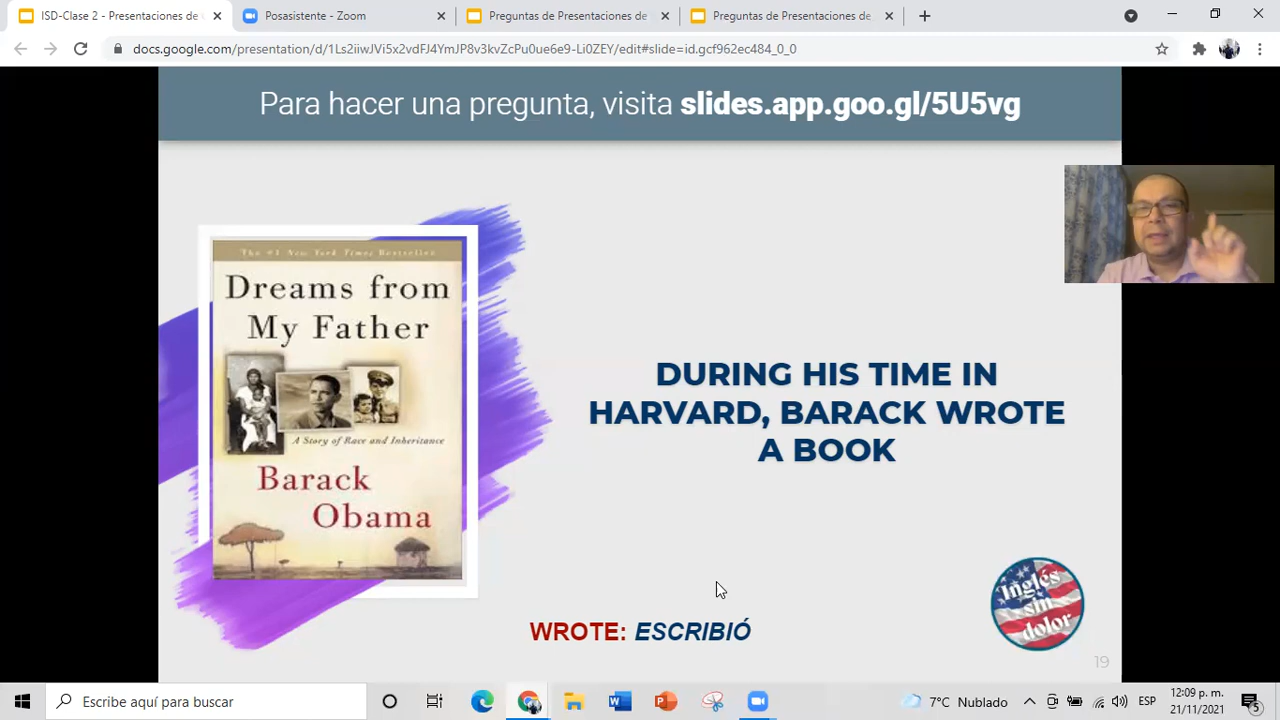 ISD-Clase 2 - Presentaciones de
Posasistente - Zoom
Preguntas de Presentaciones de
Preguntas de Presentaciones de
docs.google.com/presentation/d/1Ls2iiwJVi5x2vdFJ4YmJP8v3kvZcPu0ue6e9-Li0ZEY/edit#slide=id.gcf962ec484_0_0
Para hacer una pregunta, visita slides.app.goo.gl/5U5vg
The #1 New York Times Bestseller
Dreams from
My Father
A Story of Race and Inheritance
Barack
Obama
DURING HIS TIME IN
HARVARD, BARACK WROTE
A BOOK
WROTE: ESCRIBIÓ
Inglés
sin
dolor
19
Escribe aquí para buscar
7°C Nublado
ESP
12:09 p. m.
21/11/2021
5